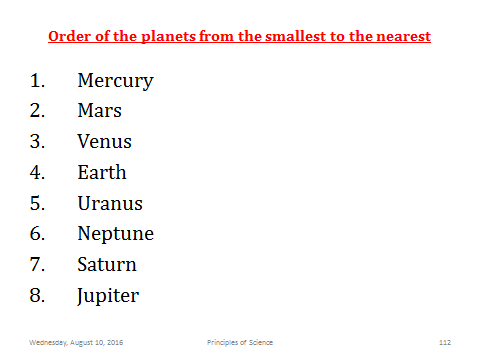 Order of the planets from the smallest to the nearest
1. Mercury
2. Mars
3. Venus
4. Earth
5. Uranus
6. Neptune
7. Saturn
8. Jupiter
Wednesday, August 10, 2016 Principles of Science 112